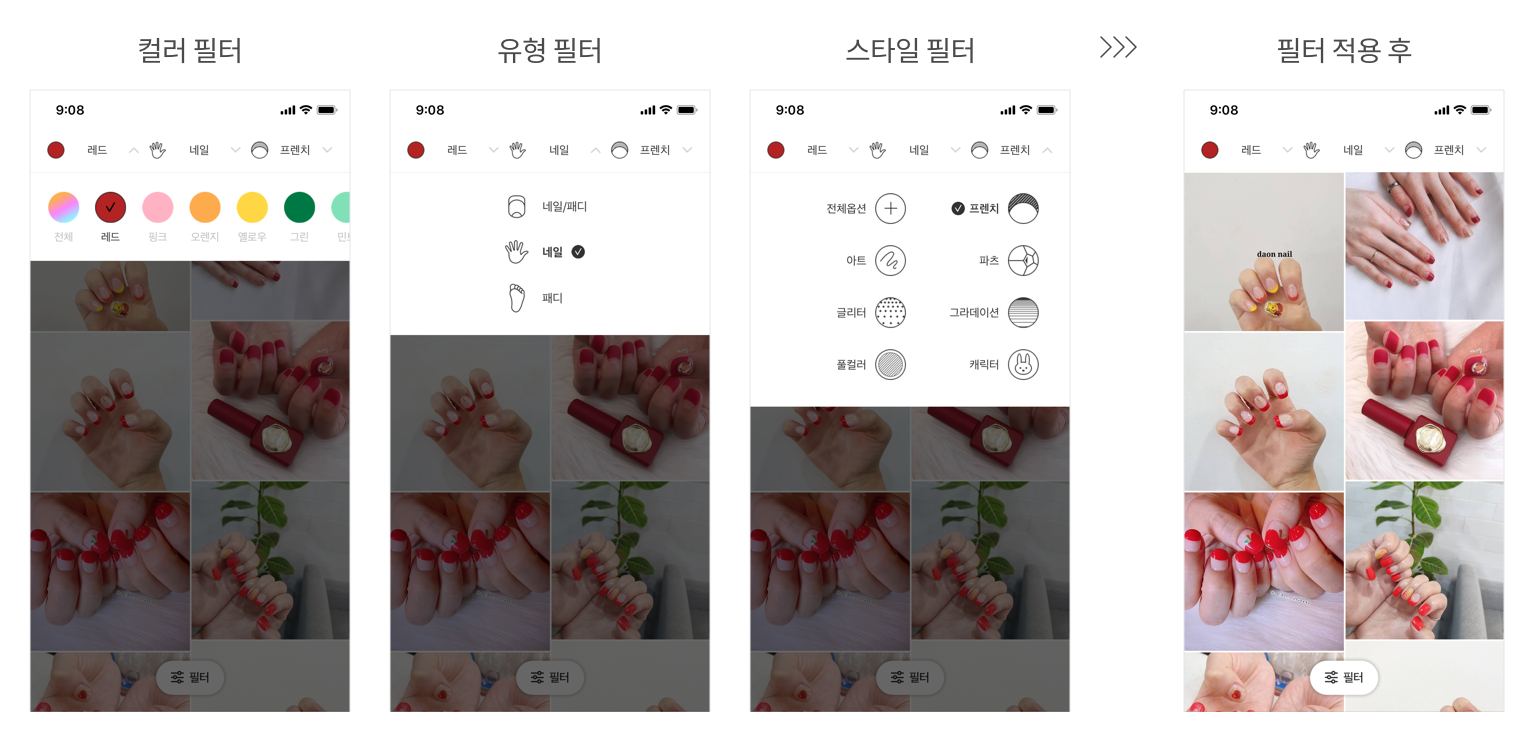 컬러 필터
유형 필터
스타일 필터
필터 적용 후
9:08
레드 네일 프렌치
전체 레드 핑크 오렌지 옐로우 그린
필터
9:08
레드 네일 프렌치
네일/패디
네일
패디
필터
9:08
레드 네일 프렌치
전체옵션 프렌치
아트 파츠
글리터 그라데이션
풀컬러 캐릭터
필터
9:08
레드 네일 프렌치
daon nail
필터